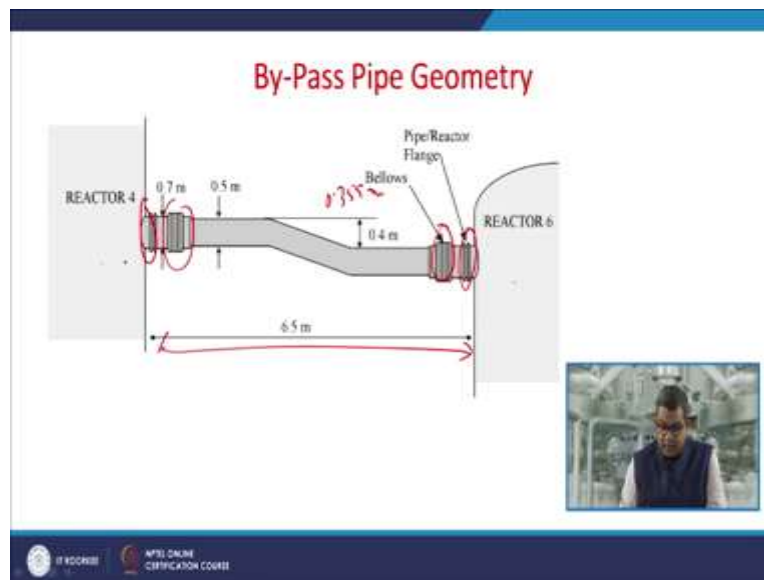 By-Pass Pipe Geometry
Pipe/Reactor
Flange
Bellows
REACTOR 4
0.7 m
0.5 m
0.4 m
REACTOR 6
6.5 m
IIT ROORKEE
NPTEL ONLINE
CERTIFICATION COURSE